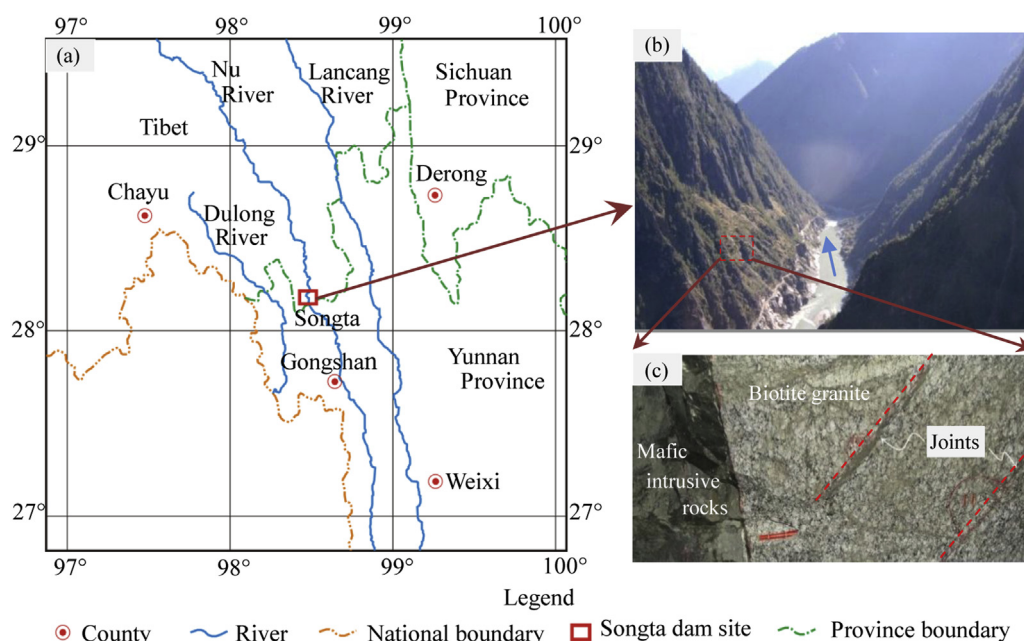 97° 98° 99° 100°
(a)
Nu
River
Lancang
River
Sichuan
Province
Tibet
29° 29°
Chayu
Derong
Dulong
River
28° 28°
Songta
Gongshan
Yunnan
Province
Weixi
27° 27°
97° 98° 99° 100°
(b)
(c)
Biotite granite
Joints
Mafic
intrusive
rocks
Legend
County River National boundary Songta dam site Province boundary